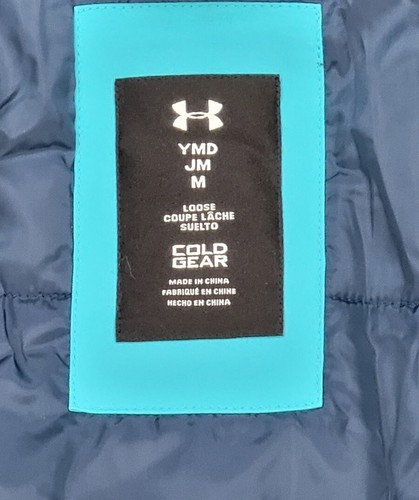 YMD
JM
M
LOOSE
COUPE LÂCHE
SUELTO
COLD
GEAR
MADE IN CHINA
FABRIQUÉ EN CHINE
HECHO EN CHINA